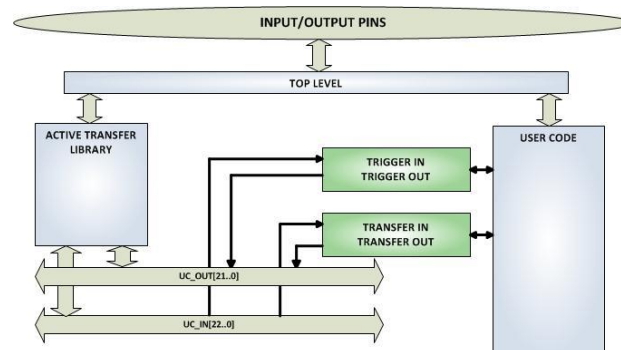 INPUT/OUTPUT PINS
TOP LEVEL
ACTIVE TRANSFER
LIBRARY
USER CODE
TRIGGER IN
TRIGGER OUT
TRANSFER IN
TRANSFER OUT
UC_OUT[21..0]
UC_IN[22..0]